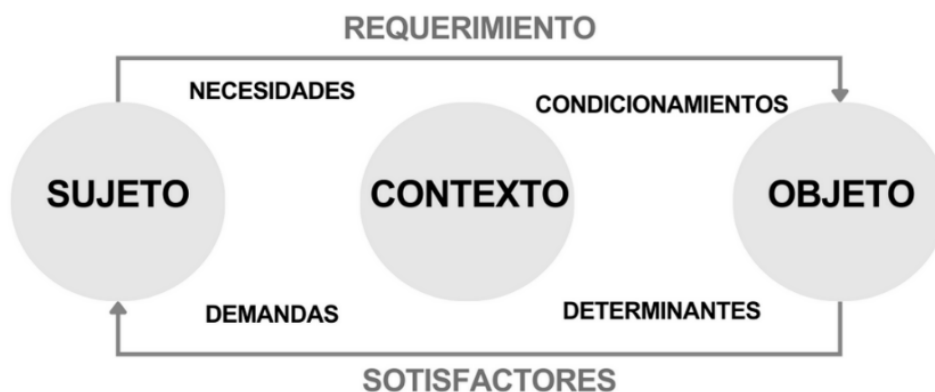 REQUERIMIENTO
NECESIDADES
CONDICIONAMIENTOS
SUJETO
CONTEXTO
OBJETO
DEMANDAS
DETERMINANTES
SOTISFACTORES